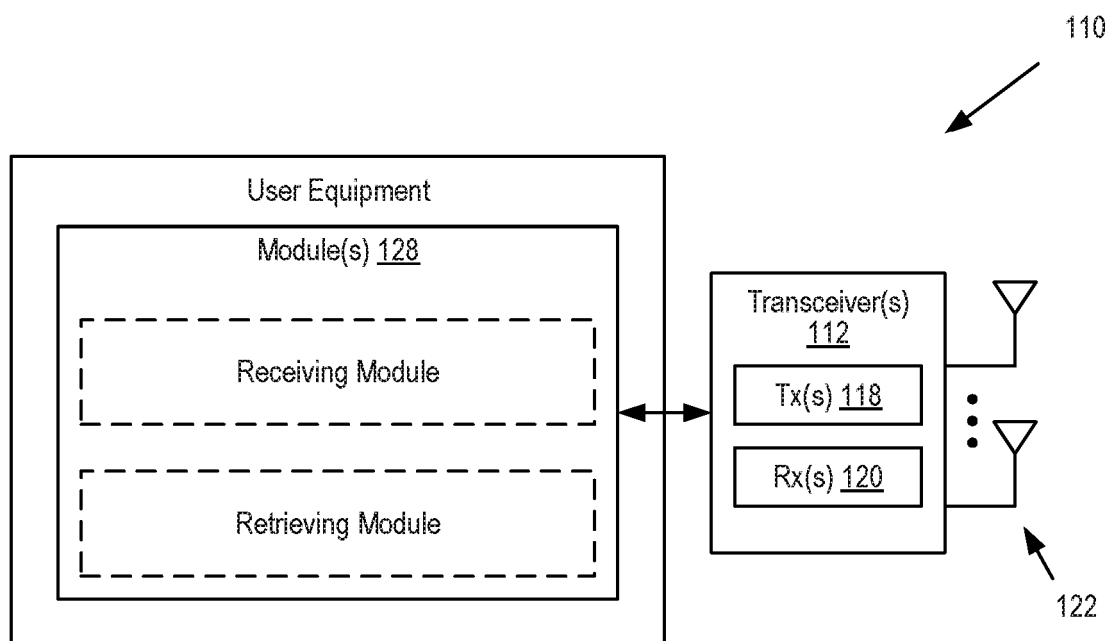 110
User Equipment
Module(s) 128
Receiving Module
Retrieving Module
Transceiver(s)
112
Tx(s) 118
Rx(s) 120
122